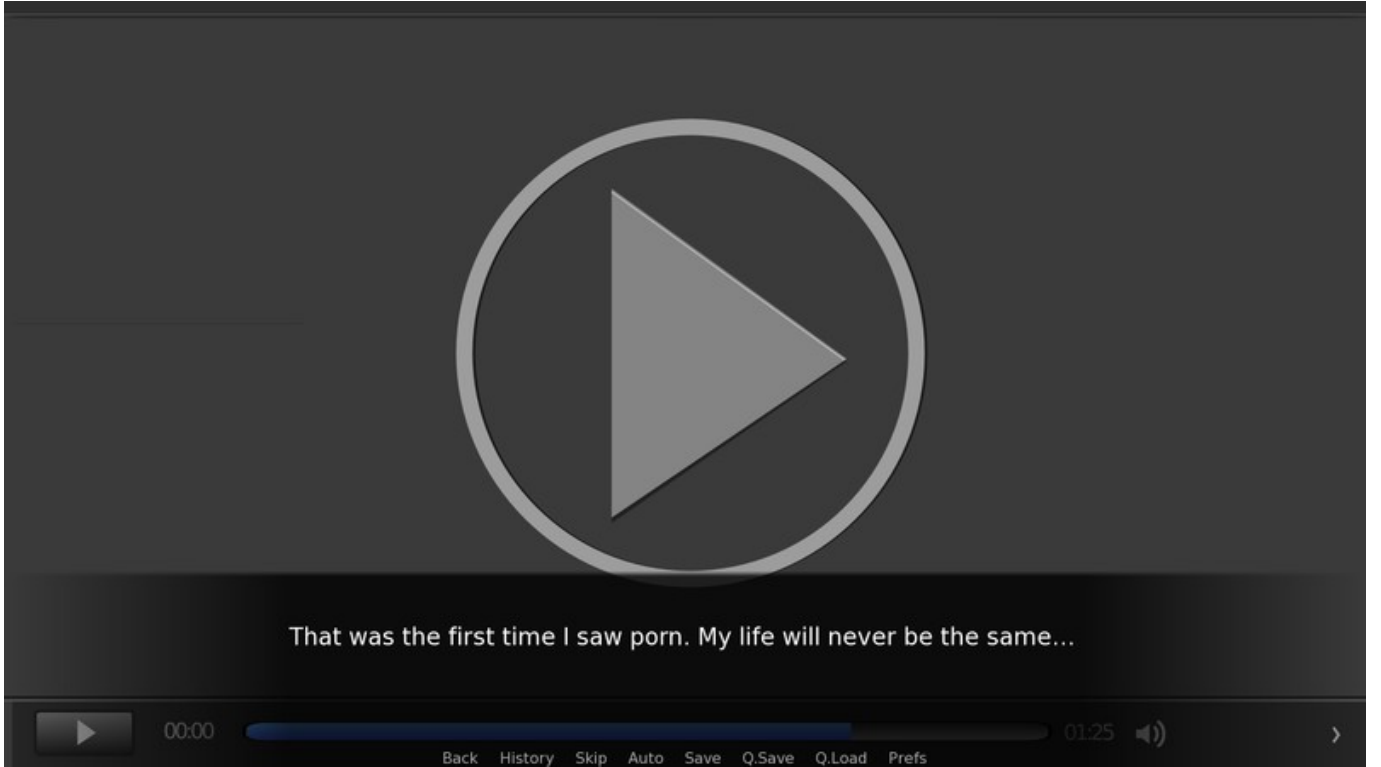 That was the first time I saw porn. My life will never be the same...
00:00
01:25
Back History Skip Auto Save Q.Save Q.Load Prefs